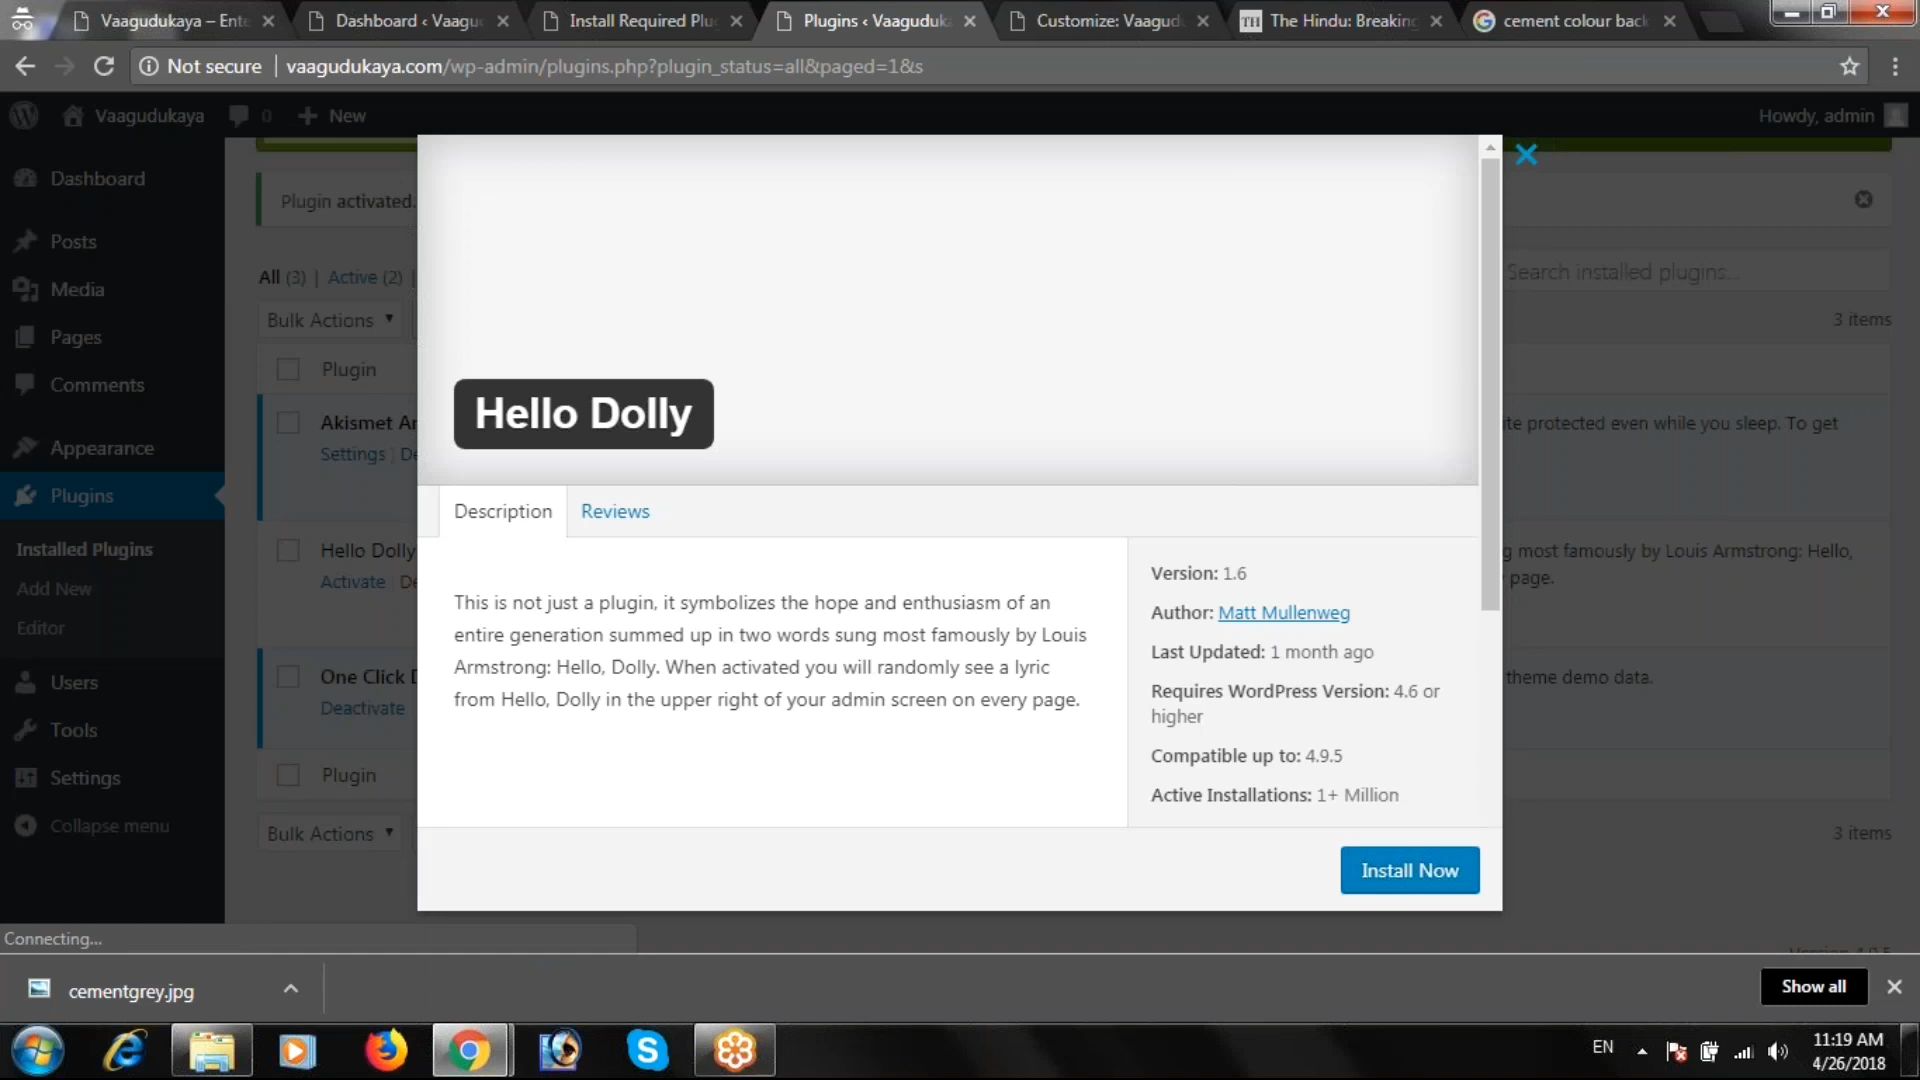 Vaagudukaya – Ente
Dashboard ‹ Vaagu
Install Required Plu
Plugins ‹ Vaaguduk
Customize: Vaagud
TH The Hindu: Breaking
cement colour bac
Not secure | vaagudukaya.com/wp-admin/plugins.php?plugin_status=all&paged=1&s
Vaagudukaya 0 New
Howdy, admin
Dashboard
Posts
Media
Pages
Comments
Appearance
Plugins
Installed Plugins
Add New
Editor
Users
Tools
Settings
Collapse menu
Plugin activated.
All (3) | Active (2) |
Search installed plugins...
Bulk Actions
3 items
Plugin
Akismet An
Settings | De
te protected even while you sleep. To get
Hello Dolly
Activate | De
g most famously by Louis Armstrong: Hello,
page.
One Click D
Deactivate
theme demo data.
Plugin
Bulk Actions
3 items
Hello Dolly
Description
Reviews
This is not just a plugin, it symbolizes the hope and enthusiasm of an
entire generation summed up in two words sung most famously by Louis
Armstrong: Hello, Dolly. When activated you will randomly see a lyric
from Hello, Dolly in the upper right of your admin screen on every page.
Version: 1.6
Author: Matt Mullenweg
Last Updated: 1 month ago
Requires WordPress Version: 4.6 or
higher
Compatible up to: 4.9.5
Active Installations: 1+ Million
Install Now
Connecting...
cementgrey.jpg
Show all
EN
11:19 AM
4/26/2018